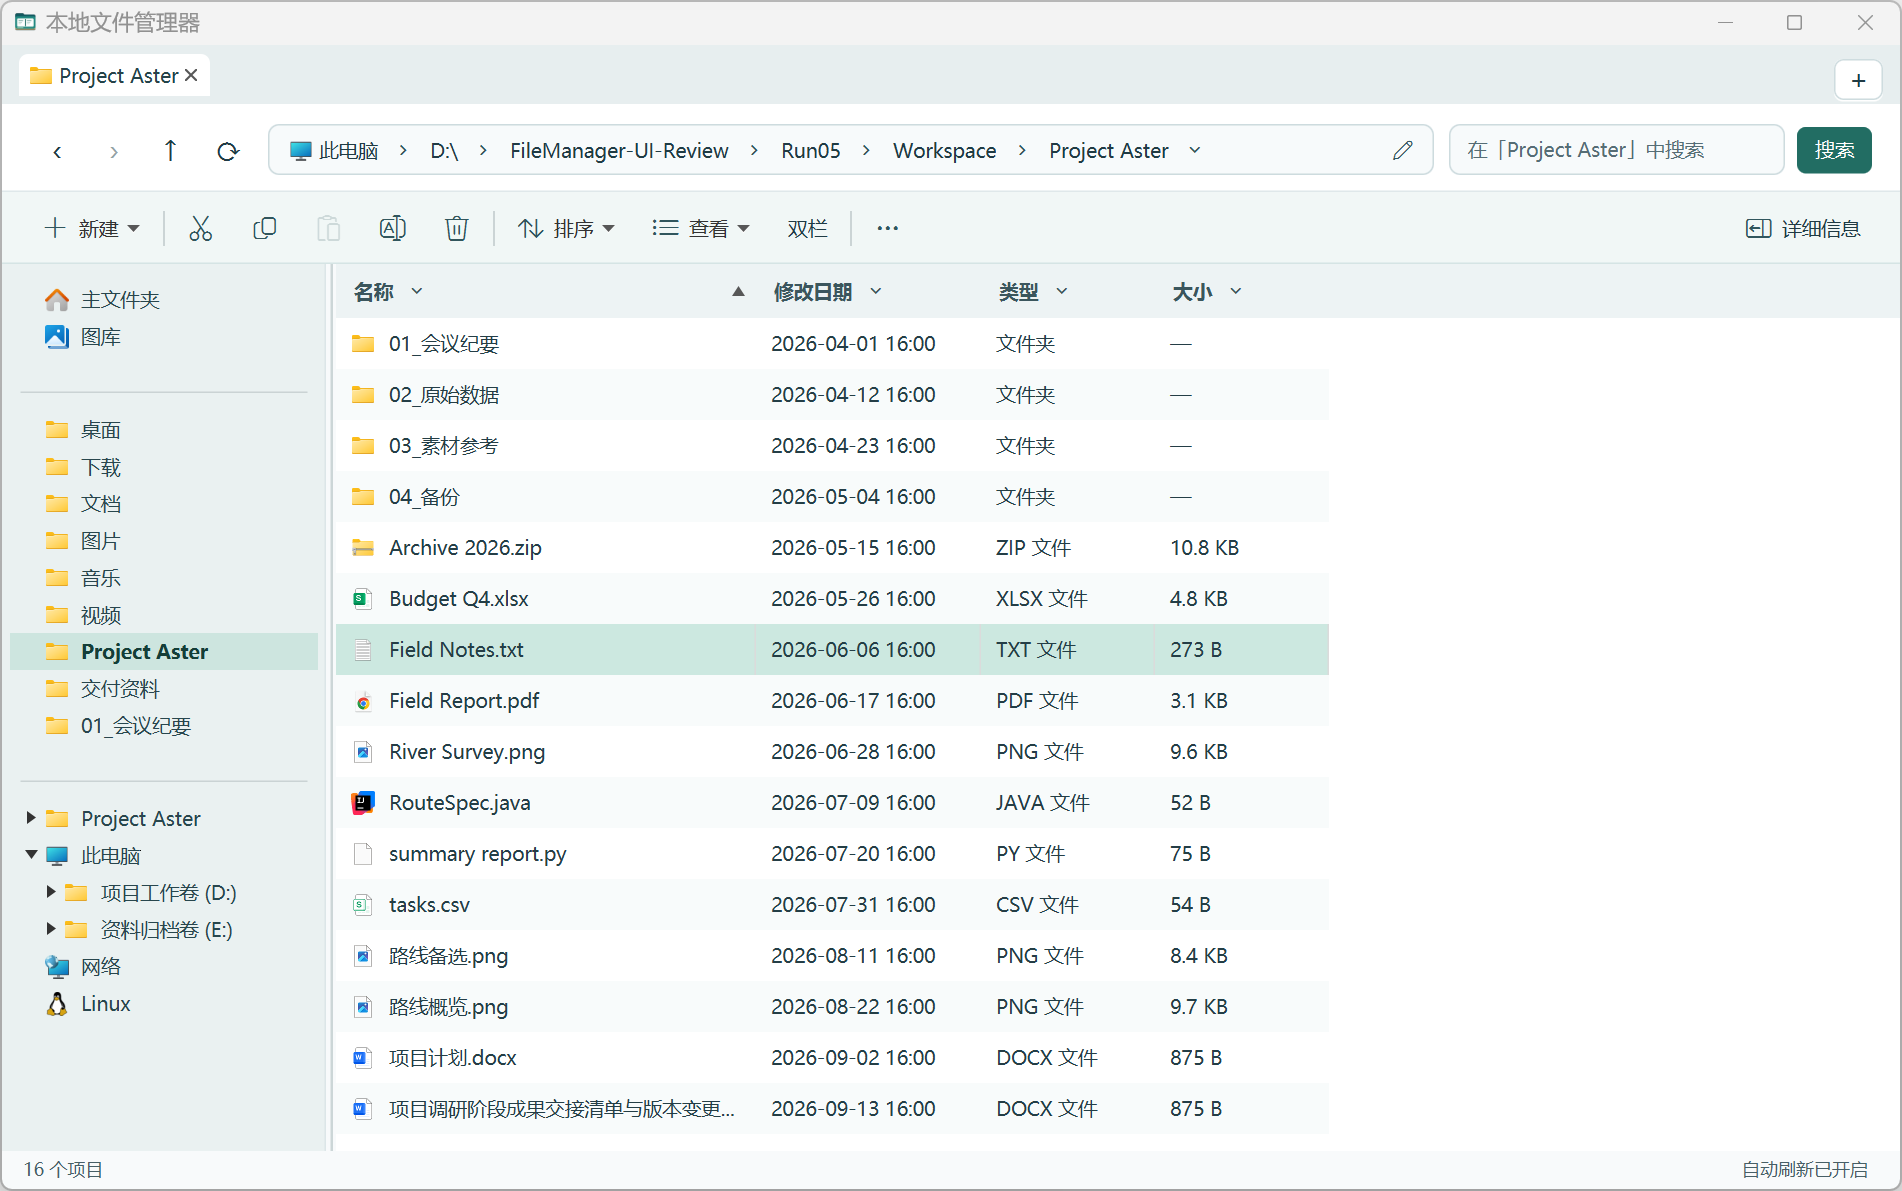 本地文件管理器
Project Aster
此电脑 › D:\ › FileManager-UI-Review › Run05 › Workspace › Project Aster
在「Project Aster」中搜索
搜索
新建
排序
查看
双栏
详细信息
主文件夹
图库
桌面
下载
文档
图片
音乐
视频
Project Aster
交付资料
01_会议纪要
Project Aster
此电脑
项目工作卷 (D:)
资料归档卷 (E:)
网络
Linux
名称 修改日期 类型 大小
01_会议纪要 2026-04-01 16:00 文件夹 —
02_原始数据 2026-04-12 16:00 文件夹 —
03_素材参考 2026-04-23 16:00 文件夹 —
04_备份 2026-05-04 16:00 文件夹 —
Archive 2026.zip 2026-05-15 16:00 ZIP 文件 10.8 KB
Budget Q4.xlsx 2026-05-26 16:00 XLSX 文件 4.8 KB
Field Notes.txt 2026-06-06 16:00 TXT 文件 273 B
Field Report.pdf 2026-06-17 16:00 PDF 文件 3.1 KB
River Survey.png 2026-06-28 16:00 PNG 文件 9.6 KB
RouteSpec.java 2026-07-09 16:00 JAVA 文件 52 B
summary report.py 2026-07-20 16:00 PY 文件 75 B
tasks.csv 2026-07-31 16:00 CSV 文件 54 B
路线备选.png 2026-08-11 16:00 PNG 文件 8.4 KB
路线概览.png 2026-08-22 16:00 PNG 文件 9.7 KB
项目计划.docx 2026-09-02 16:00 DOCX 文件 875 B
项目调研阶段成果交接清单与版本变更... 2026-09-13 16:00 DOCX 文件 875 B
16 个项目
自动刷新已开启